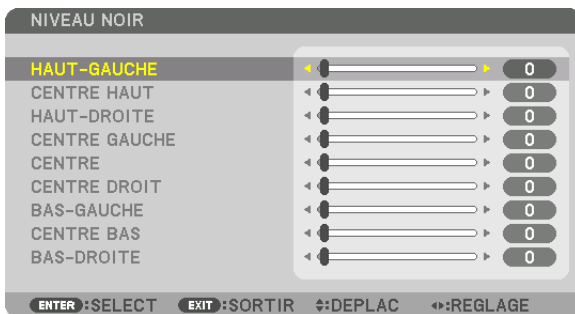 NIVEAU NOIR
HAUT-GAUCHE 0
CENTRE HAUT 0
HAUT-DROITE 0
CENTRE GAUCHE 0
CENTRE 0
CENTRE DROIT 0
BAS-GAUCHE 0
CENTRE BAS 0
BAS-DROITE 0
ENTER :SELECT EXIT :SORTIR :DEPLAC :REGLAGE